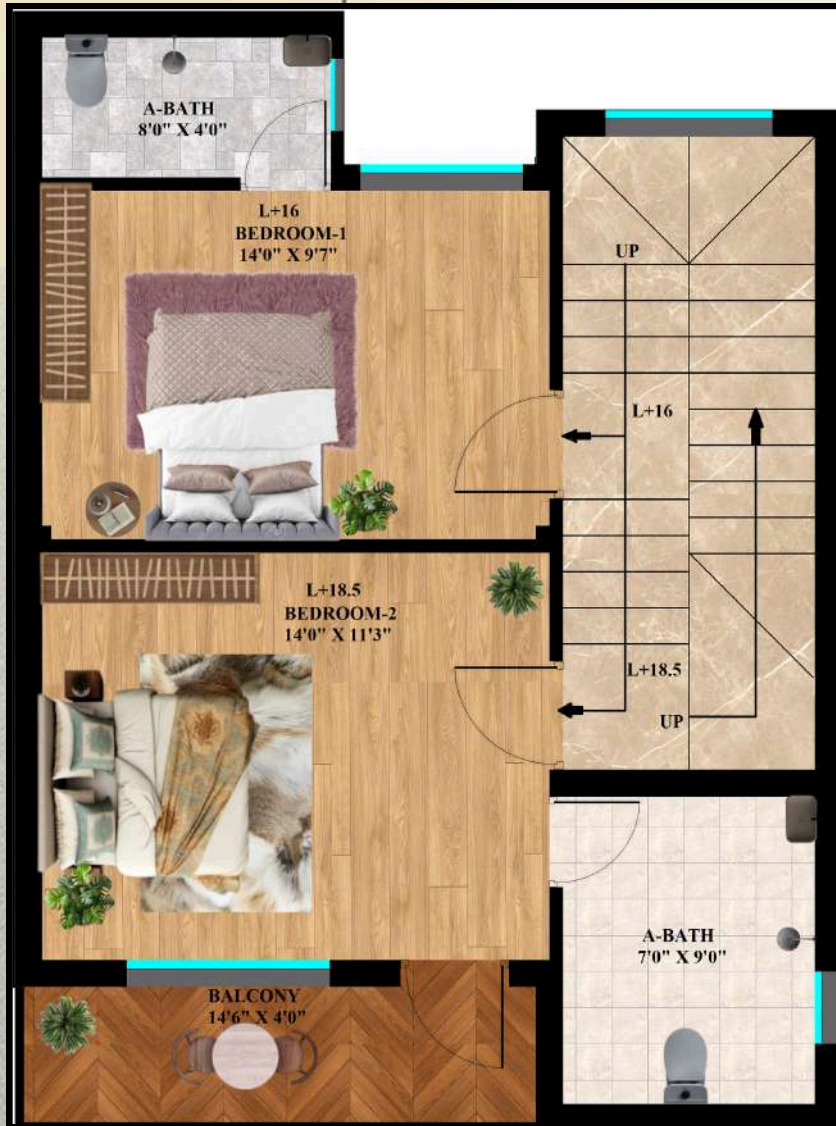 A-BATH
8'0" X 4'0"
L+16
BEDROOM-1
14'0" X 9'7"
UP
L+16
L+18.5
BEDROOM-2
14'0" X 11'3"
L+18.5
UP
A-BATH
7'0" X 9'0"
BALCONY
14'6" X 4'0"